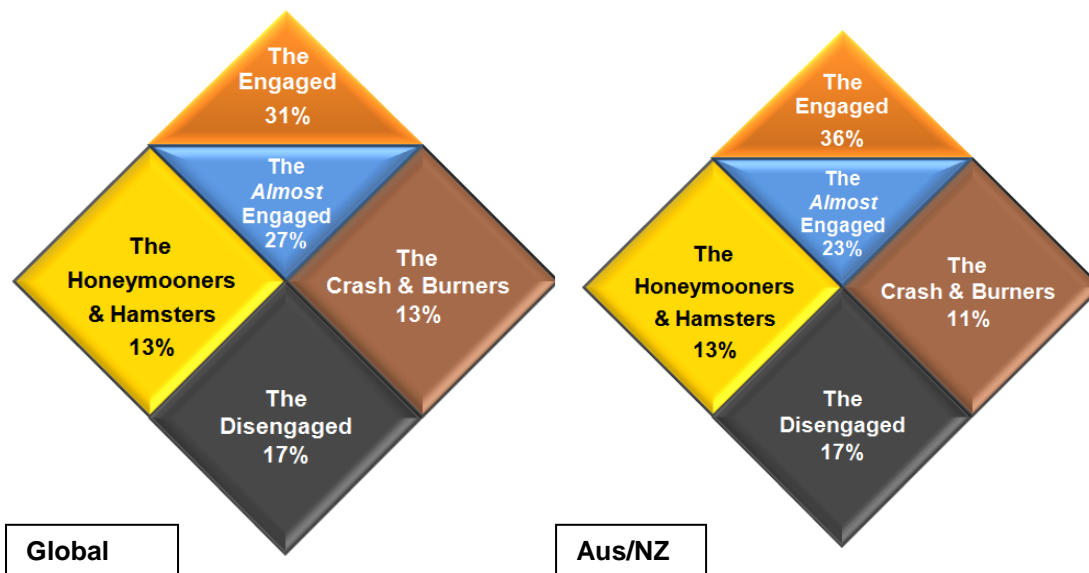 The
Engaged
31%
The
Almost
Engaged
27%
The
Honeymooners
& Hamsters
13%
The
Crash & Burners
13%
The
Disengaged
17%
Global
The
Engaged
36%
The
Almost
Engaged
23%
The
Honeymooners
& Hamsters
13%
The
Crash & Burners
11%
The
Disengaged
17%
Aus/NZ